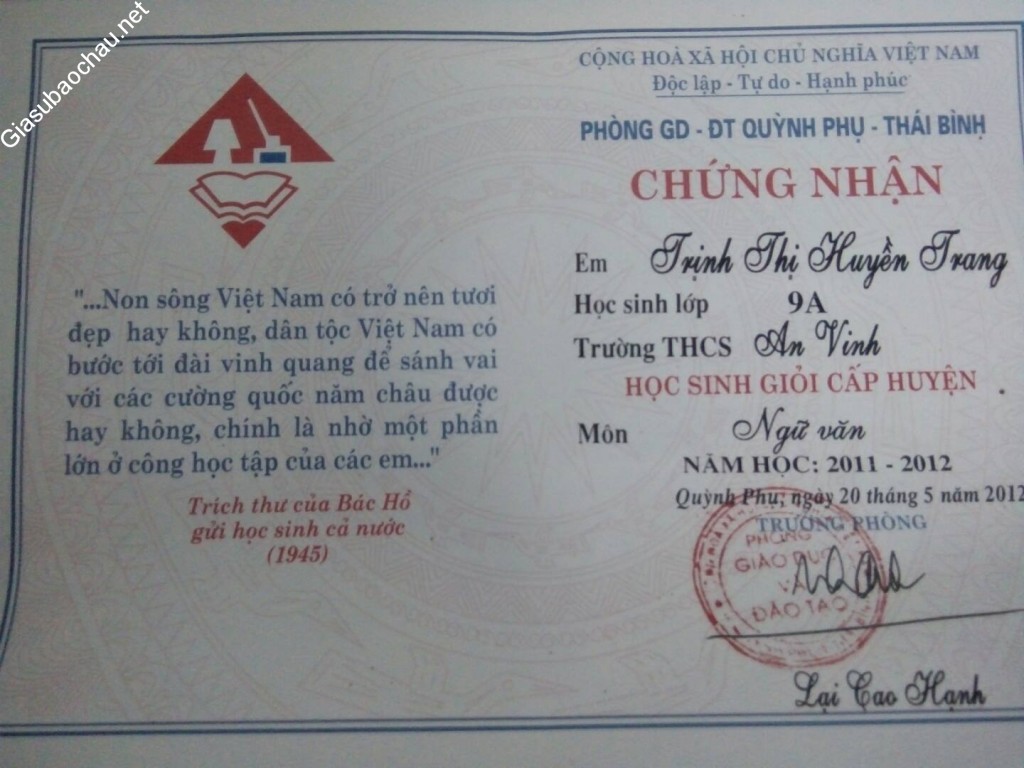 Giasubaochau.net
"...Non sông Việt Nam có trở nên tươi
đẹp hay không, dân tộc Việt Nam có
bước tới đài vinh quang để sánh vai
với các cường quốc năm châu được
hay không, chính là nhờ một phần
lớn ở công học tập của các em..."
Trích thư của Bác Hồ
gửi học sinh cả nước
(1945)
CỘNG HOÀ XÃ HỘI CHỦ NGHĨA VIỆT NAM
Độc lập - Tự do - Hạnh phúc
PHÒNG GD - ĐT QUỲNH PHỤ - THÁI BÌNH
CHỨNG NHẬN
Em Trịnh Thị Huyền Trang
Học sinh lớp 9A
Trường THCS An Vinh
HỌC SINH GIỎI CẤP HUYỆN
Môn Ngữ văn
NĂM HỌC: 2011 - 2012
Quỳnh Phụ, ngày 20 tháng 5 năm 2012
TRƯỞNG PHÒNG
PHÒNG
GIÁO DỤC
VÀ
ĐÀO TẠO
Lại Cao Hạnh